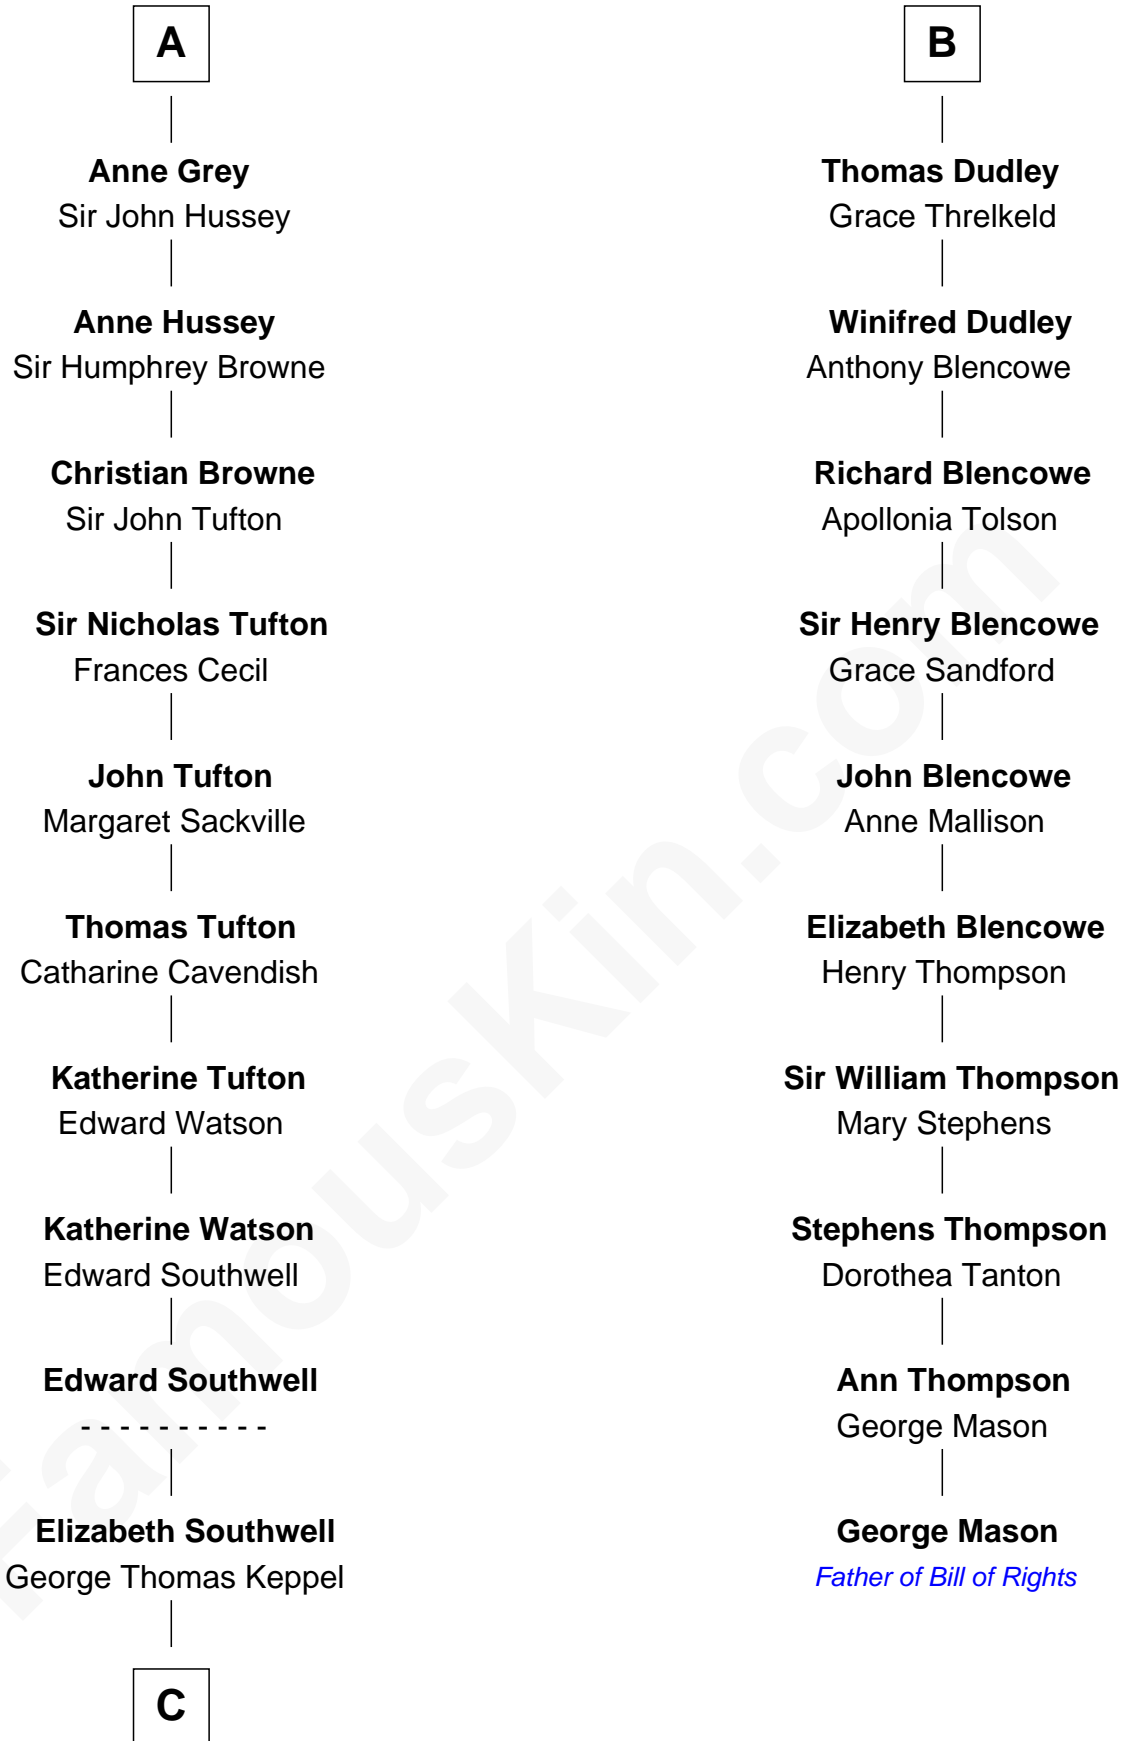 A
Anne Grey
Sir John Hussey
Anne Hussey
Sir Humphrey Browne
Christian Browne
Sir John Tufton
Sir Nicholas Tufton
Frances Cecil
John Tufton
Margaret Sackville
Thomas Tufton
Catharine Cavendish
Katherine Tufton
Edward Watson
Katherine Watson
Edward Southwell
Edward Southwell
- - - - - - - - - -
Elizabeth Southwell
George Thomas Keppel
C
B
Thomas Dudley
Grace Threlkeld
Winifred Dudley
Anthony Blencowe
Richard Blencowe
Apollonia Tolson
Sir Henry Blencowe
Grace Sandford
John Blencowe
Anne Mallison
Elizabeth Blencowe
Henry Thompson
Sir William Thompson
Mary Stephens
Stephens Thompson
Dorothea Tanton
Ann Thompson
George Mason
George Mason
Father of Bill of Rights
FamousKin.com